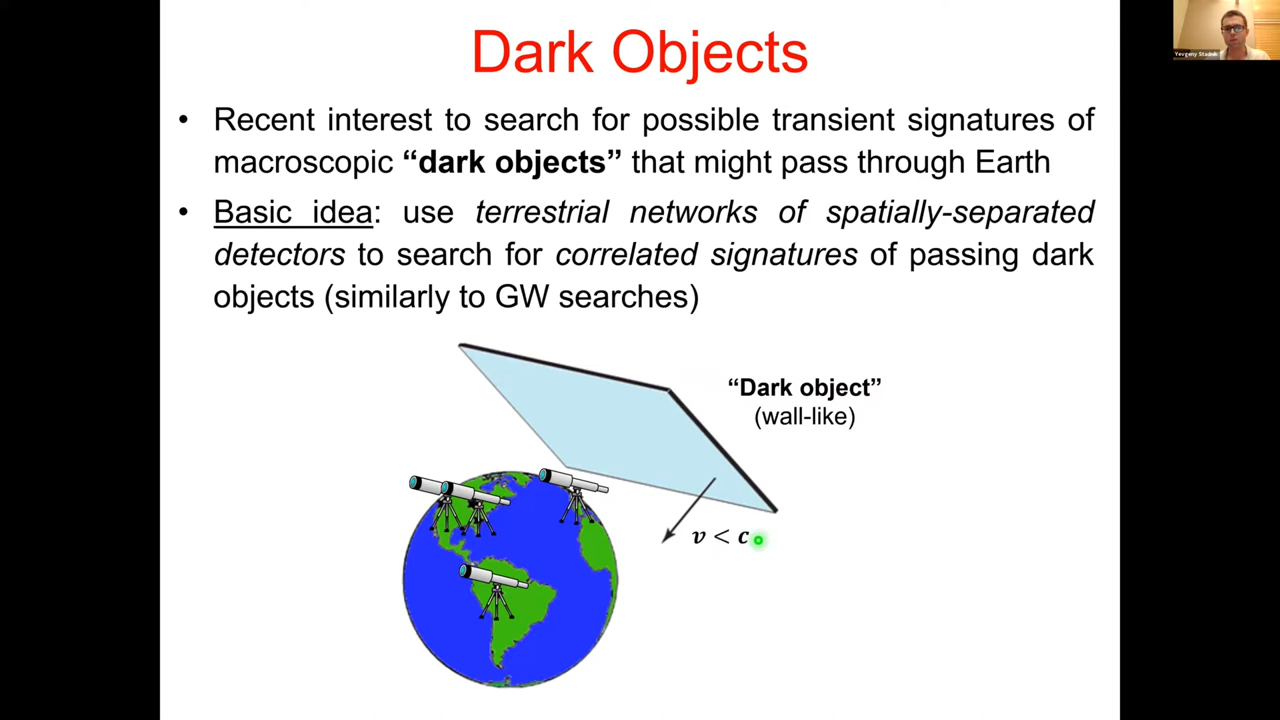 Dark Objects
• Recent interest to search for possible transient signatures of
macroscopic “dark objects” that might pass through Earth
• Basic idea: use terrestrial networks of spatially-separated
detectors to search for correlated signatures of passing dark
objects (similarly to GW searches)
“Dark object”
(wall-like)
v < c
Yevgeny Stadnik